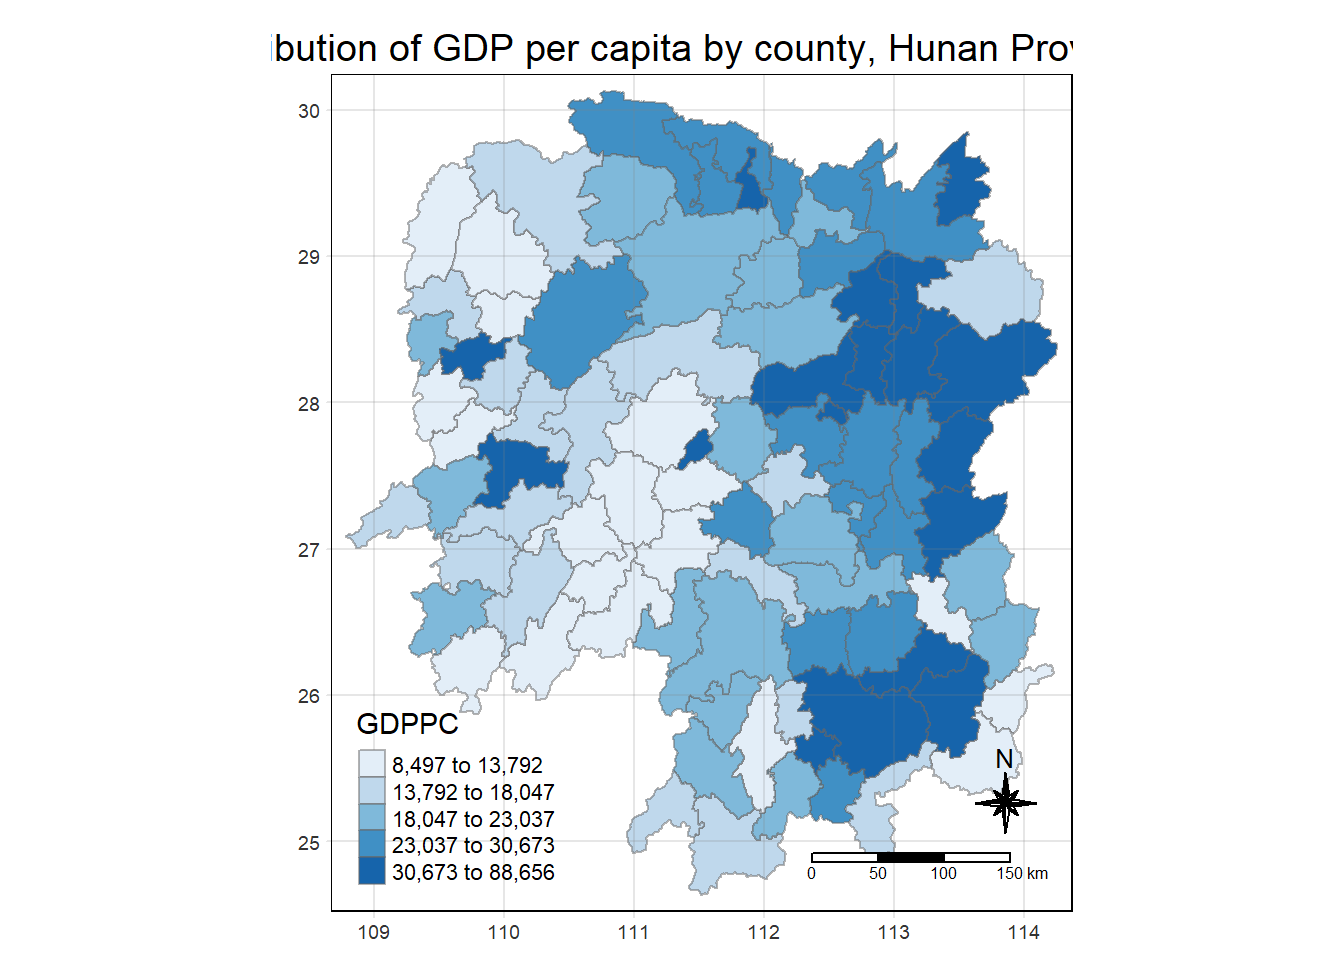 ibution of GDP per capita by county, Hunan Prov
30
29
28
27
26
25
GDPPC
8,497 to 13,792
13,792 to 18,047
18,047 to 23,037
23,037 to 30,673
30,673 to 88,656
N
0 50 100 150 km
109 110 111 112 113 114